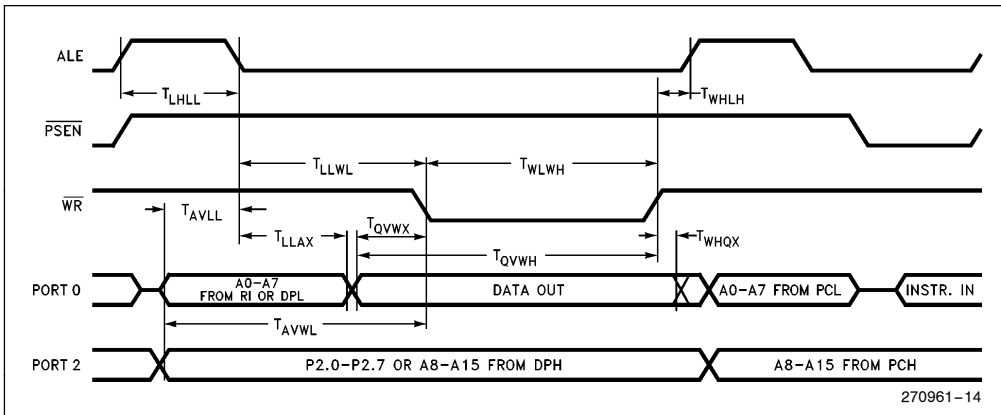 ALE
TLHLL
TWHLH
PSEN
TLLWL
TWLWH
WR
TAVLL
TQVWX
TLLAX
TWHQX
TQVWH
PORT 0
A0-A7
FROM RI OR DPL
DATA OUT
A0-A7 FROM PCL
INSTR. IN
TAVWL
PORT 2
P2.0-P2.7 OR A8-A15 FROM DPH
A8-A15 FROM PCH
270961-14